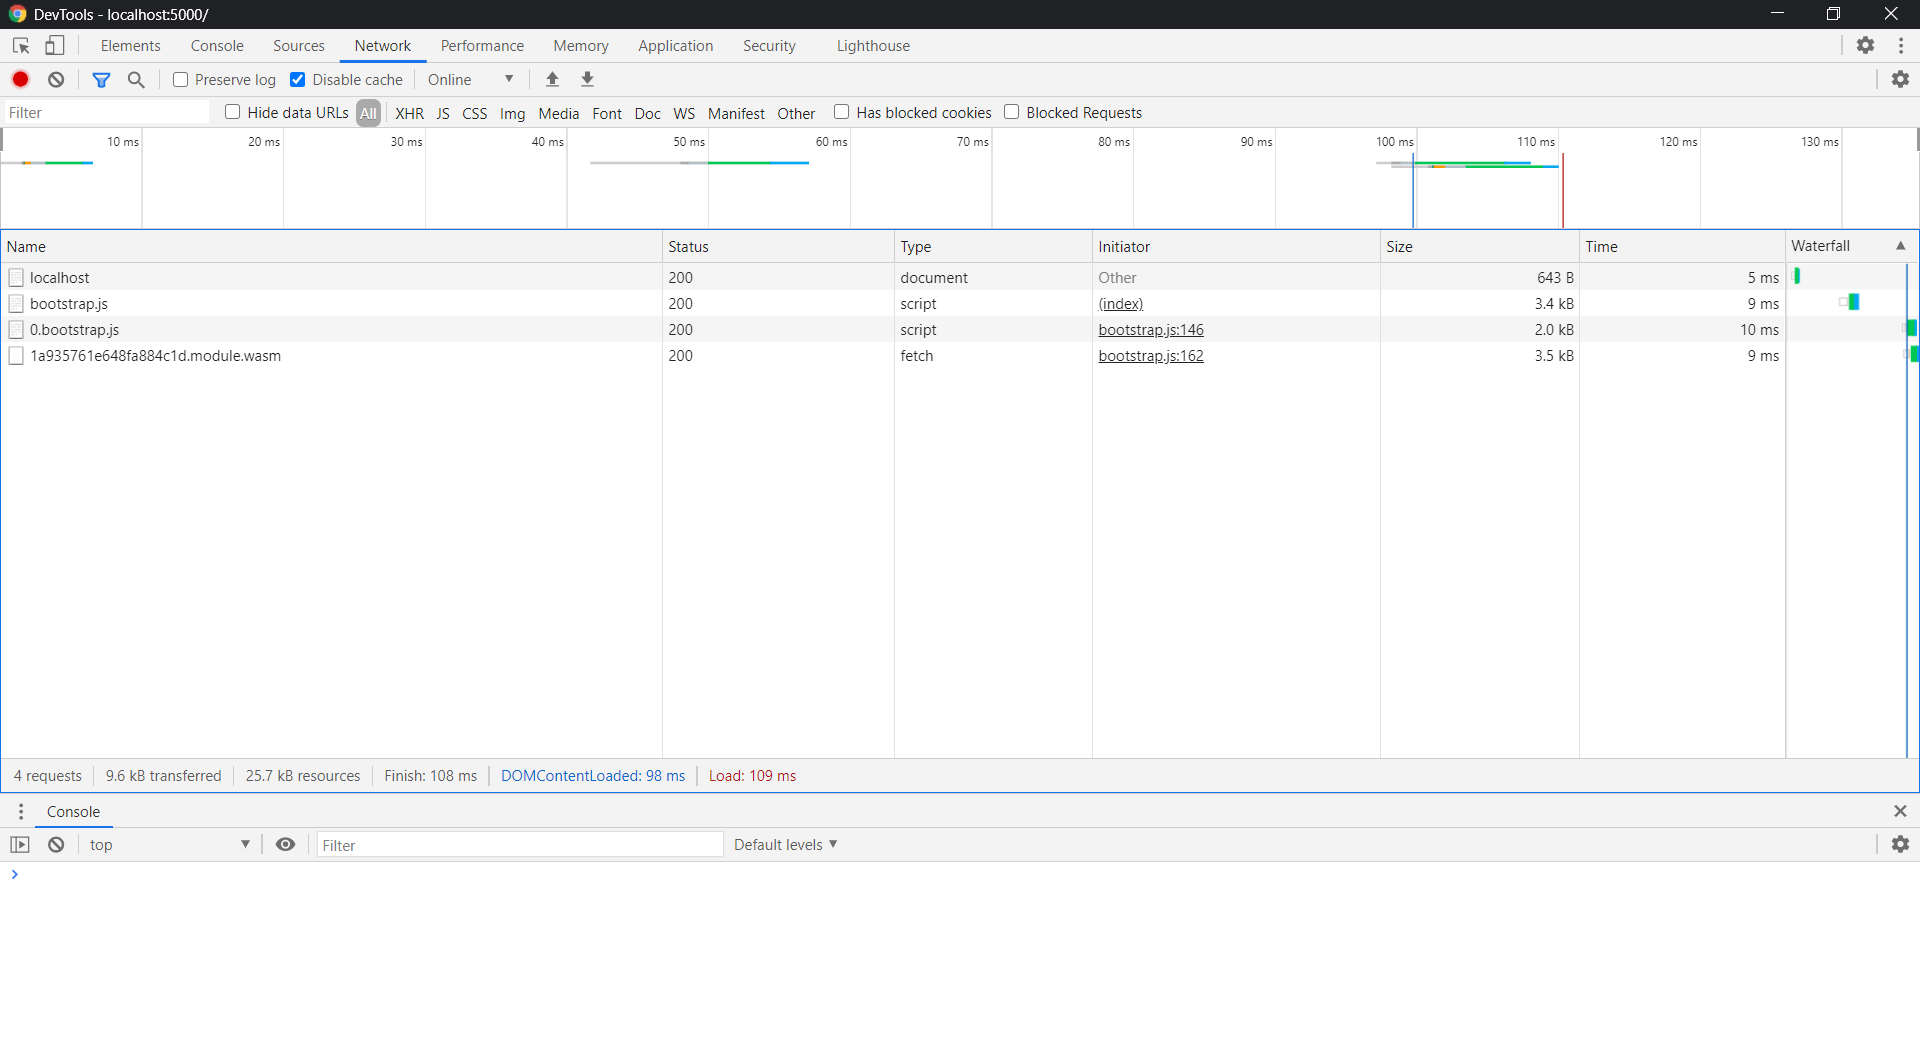 DevTools - localhost:5000/
Elements Console Sources Network Performance Memory Application Security Lighthouse
Preserve log Disable cache Online
Filter Hide data URLs All XHR JS CSS Img Media Font Doc WS Manifest Other Has blocked cookies Blocked Requests
10 ms 20 ms 30 ms 40 ms 50 ms 60 ms 70 ms 80 ms 90 ms 100 ms 110 ms 120 ms 130 ms
Name Status Type Initiator Size Time Waterfall
localhost 200 document Other 643 B 5 ms
bootstrap.js 200 script (index) 3.4 kB 9 ms
0.bootstrap.js 200 script bootstrap.js:146 2.0 kB 10 ms
1a935761e648fa884c1d.module.wasm 200 fetch bootstrap.js:162 3.5 kB 9 ms
4 requests 9.6 kB transferred 25.7 kB resources Finish: 108 ms DOMContentLoaded: 98 ms Load: 109 ms
Console
top Filter Default levels